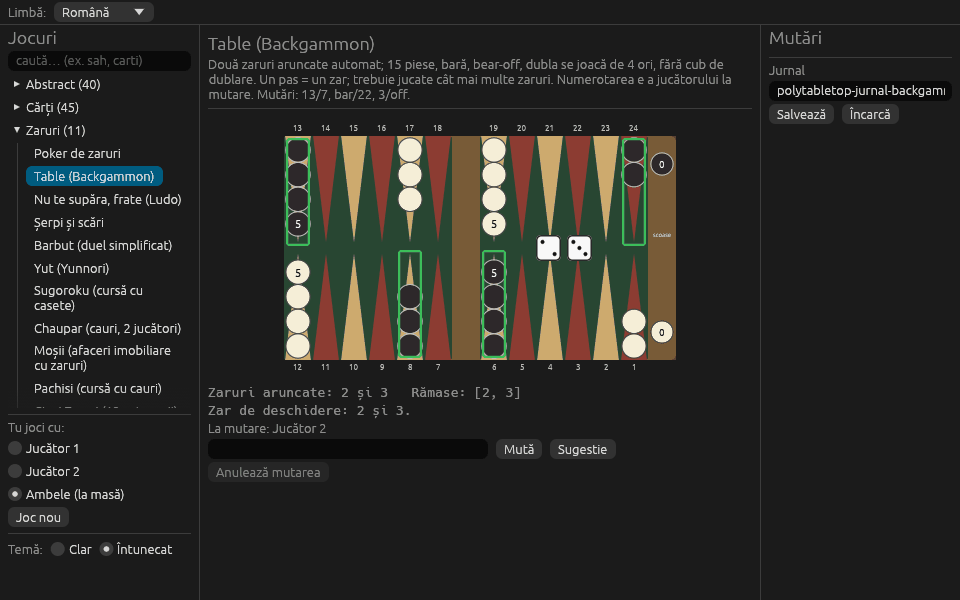 Limbă: Română
Jocuri
caută... (ex. sah, carti)
Abstract (40)
Cărți (45)
Zaruri (11)
Poker de zaruri
Table (Backgammon)
Nu te supăra, frate (Ludo)
Șerpi și scări
Barbut (duel simplificat)
Yut (Yunnori)
Sugoroku (cursă cu
casete)
Chaupar (cauri, 2 jucători)
Moșii (afaceri imobiliare
cu zaruri)
Pachisi (cursă cu cauri)
Tu joci cu:
Jucător 1
Jucător 2
Ambele (la masă)
Joc nou
Temă: Clar Întunecat
Table (Backgammon)
Două zaruri aruncate automat; 15 piese, bară, bear-off, dubla se joacă de 4 ori, fără cub de
dublare. Un pas = un zar; trebuie jucate cât mai multe zaruri. Numerotarea e a jucătorului la
mutare. Mutări: 13/7, bar/22, 3/off.
13 14 15 16 17 18 19 20 21 22 23 24
0
5 5
scoase
5 5
0
12 11 10 9 8 7 6 5 4 3 2 1
Zaruri aruncate: 2 și 3 Rămase: [2, 3]
Zar de deschidere: 2 și 3.
La mutare: Jucător 2
Mută Sugestie
Anulează mutarea
Mutări
Jurnal
polytabletop-jurnal-backgam
Salvează Încarcă